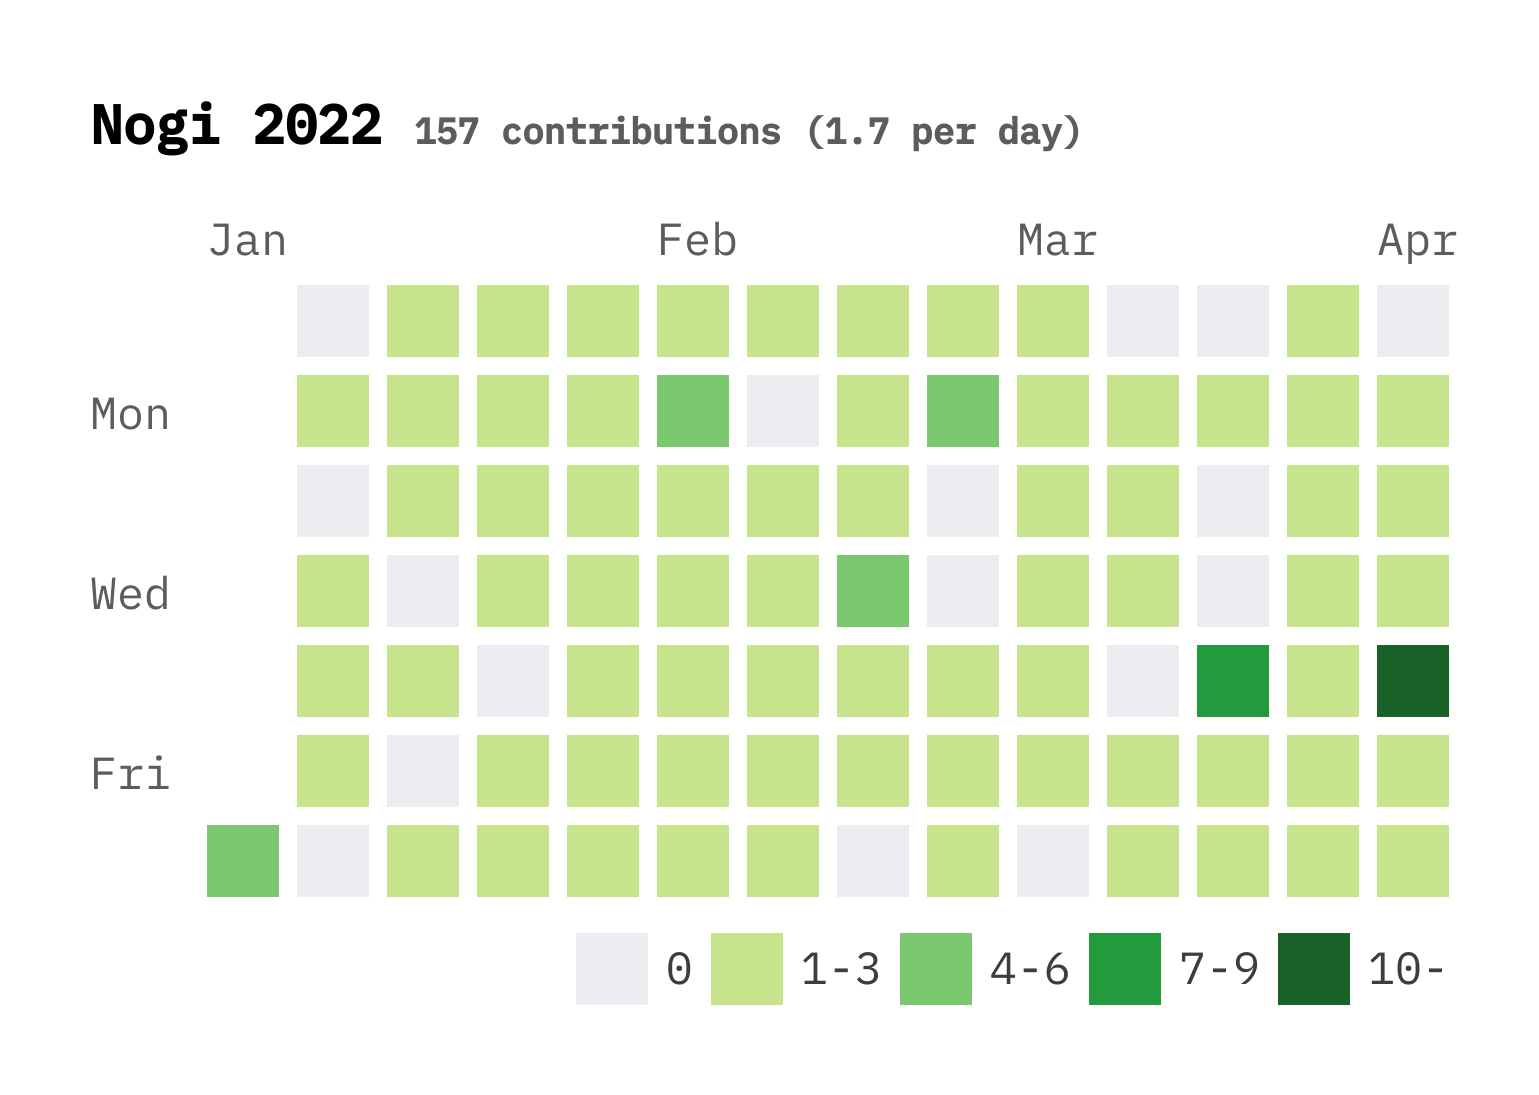 Nogi 2022 157 contributions (1.7 per day)
Jan Feb Mar Apr
Mon
Wed
Fri
0 1-3 4-6 7-9 10-